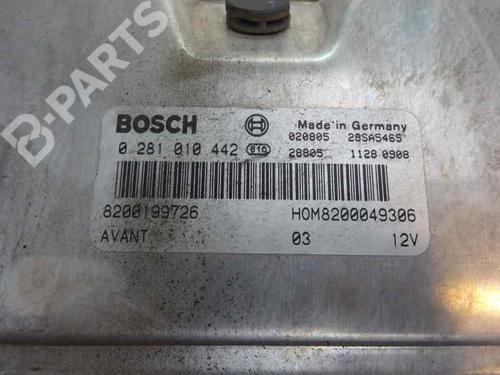 B-PARTS
BOSCH Made in Germany
020805 28SA5465
0 281 010 442 810 28805 1128 0908
8200199726 HOM8200049306
AVANT 03 12V